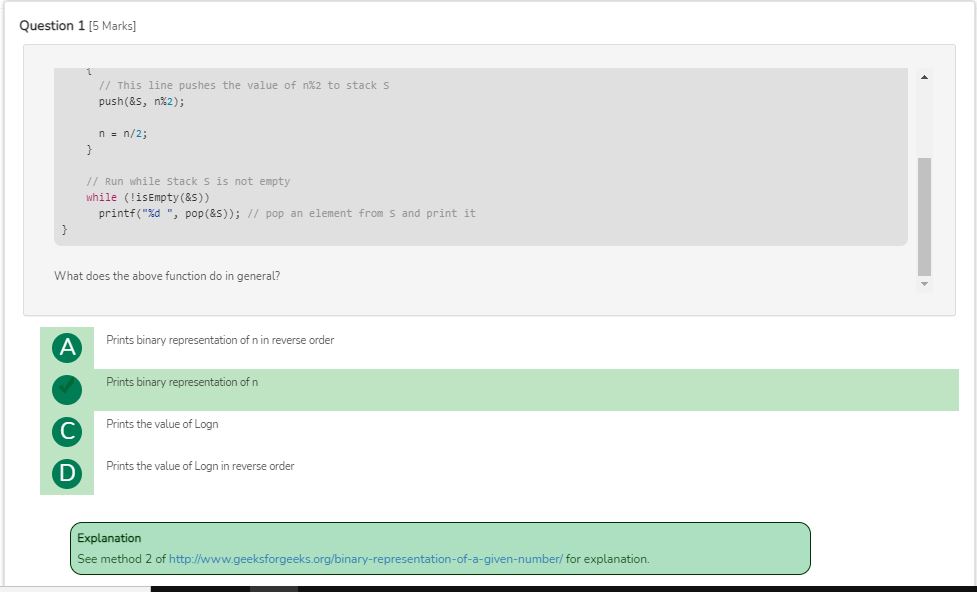 Question 1 [5 Marks]
{
// This line pushes the value of n%2 to stack S
push(&S, n%2);
n = n/2;
}
// Run while Stack S is not empty
while (!isEmpty(&S))
printf("%d ", pop(&S)); // pop an element from S and print it
}
What does the above function do in general?
A Prints binary representation of n in reverse order
Prints binary representation of n
C Prints the value of Logn
D Prints the value of Logn in reverse order
Explanation
See method 2 of http://www.geeksforgeeks.org/binary-representation-of-a-given-number/ for explanation.